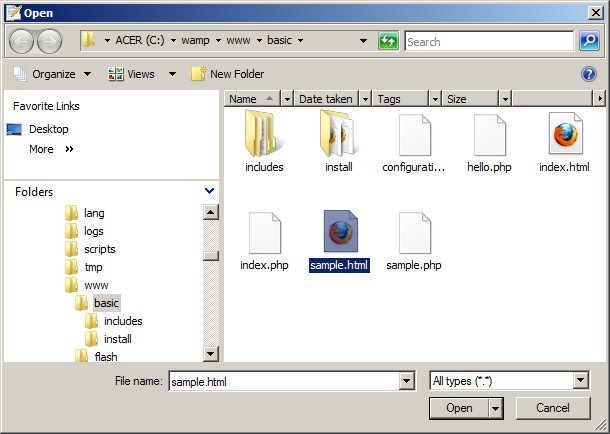 Open
ACER (C:) wamp www basic Search
Organize Views New Folder
Favorite Links
Desktop
More
Folders
lang
logs
scripts
tmp
www
basic
includes
install
flash
Name Date taken Tags Size
includes install configurati... hello.php index.html
index.php sample.html sample.php
File name: sample.html All types (*.*)
Open Cancel